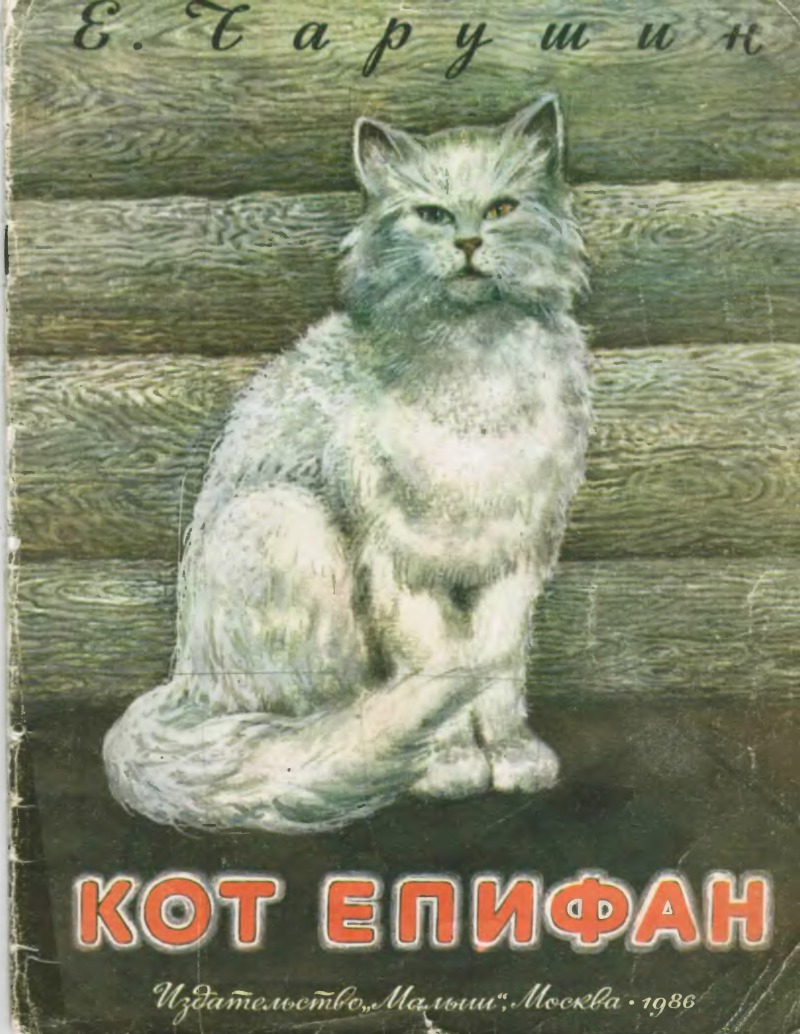 Е. Чарушин
КОТ ЕПИФАН
Издательство „Малыш“, Москва · 1986